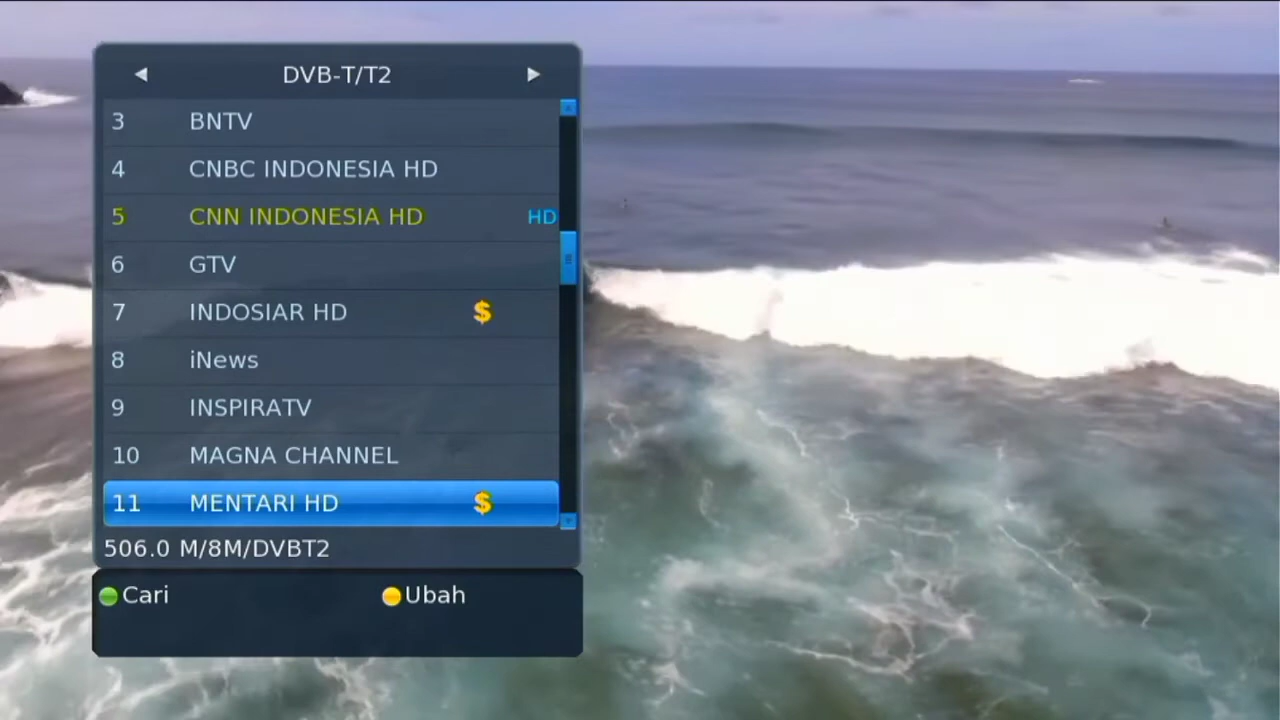 DVB-T/T2
3 BNTV
4 CNBC INDONESIA HD
5 CNN INDONESIA HD HD
6 GTV
7 INDOSIAR HD $
8 iNews
9 INSPIRATV
10 MAGNA CHANNEL
11 MENTARI HD $
506.0 M/8M/DVBT2
Cari Ubah